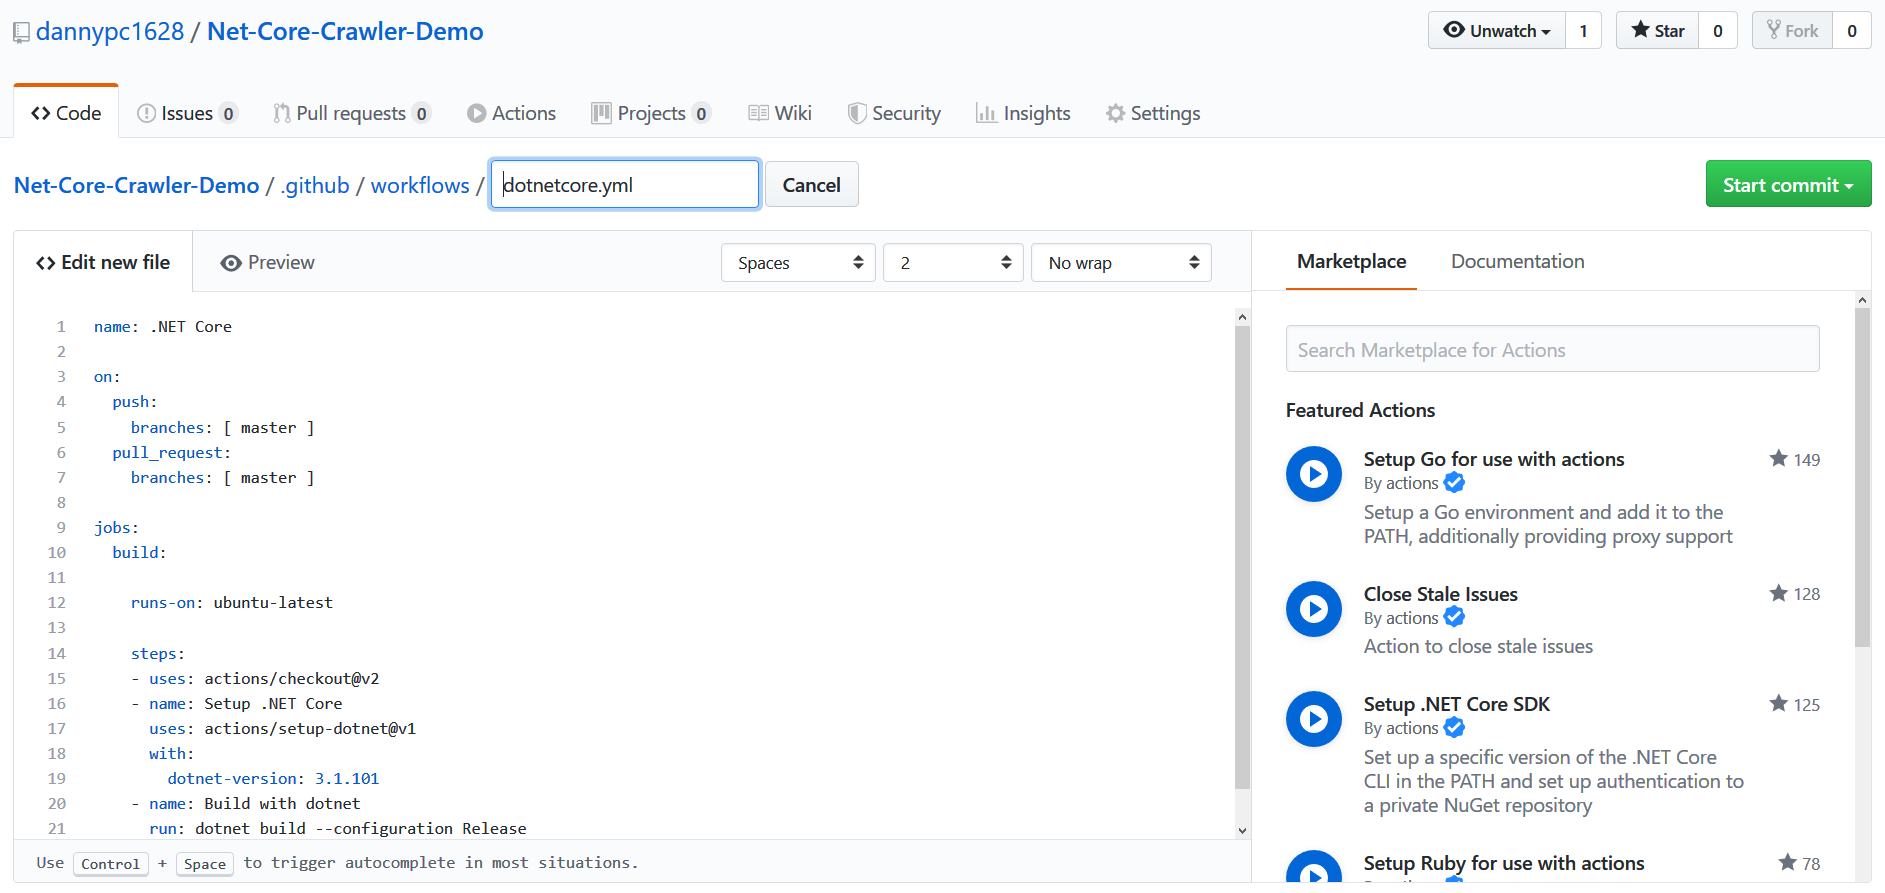 dannypc1628 / Net-Core-Crawler-Demo
Unwatch 1 Star 0 Fork 0
Code Issues 0 Pull requests 0 Actions Projects 0 Wiki Security Insights Settings
Net-Core-Crawler-Demo / .github / workflows / dotnetcore.yml Cancel Start commit
Edit new file Preview Spaces 2 No wrap
1 name: .NET Core
2
3 on:
4 push:
5 branches: [ master ]
6 pull_request:
7 branches: [ master ]
8
9 jobs:
10 build:
11
12 runs-on: ubuntu-latest
13
14 steps:
15 - uses: actions/checkout@v2
16 - name: Setup .NET Core
17 uses: actions/setup-dotnet@v1
18 with:
19 dotnet-version: 3.1.101
20 - name: Build with dotnet
21 run: dotnet build --configuration Release
Use Control + Space to trigger autocomplete in most situations.
Marketplace Documentation
Search Marketplace for Actions
Featured Actions
Setup Go for use with actions 149
By actions
Setup a Go environment and add it to the
PATH, additionally providing proxy support
Close Stale Issues 128
By actions
Action to close stale issues
Setup .NET Core SDK 125
By actions
Set up a specific version of the .NET Core
CLI in the PATH and set up authentication to
a private NuGet repository
Setup Ruby for use with actions 78